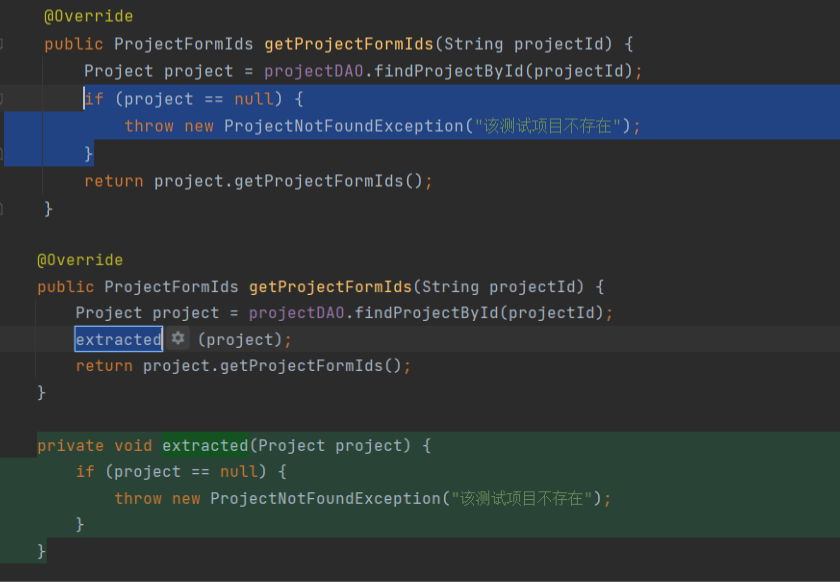 @Override
public ProjectFormIds getProjectFormIds(String projectId) {
Project project = projectDAO.findProjectById(projectId);
if (project == null) {
throw new ProjectNotFoundException("该测试项目不存在");
}
return project.getProjectFormIds();
}
@Override
public ProjectFormIds getProjectFormIds(String projectId) {
Project project = projectDAO.findProjectById(projectId);
extracted (project);
return project.getProjectFormIds();
}
private void extracted(Project project) {
if (project == null) {
throw new ProjectNotFoundException("该测试项目不存在");
}
}